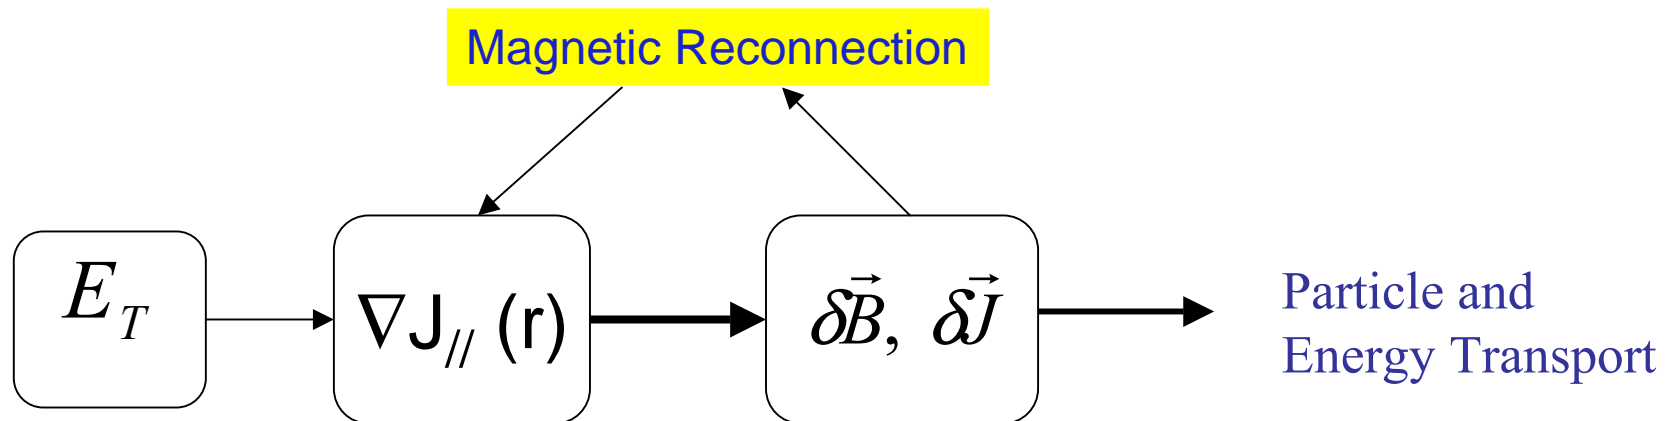 Magnetic Reconnection
E_T
∇J_// (r)
δB⃗, δJ⃗
Particle and
Energy Transport